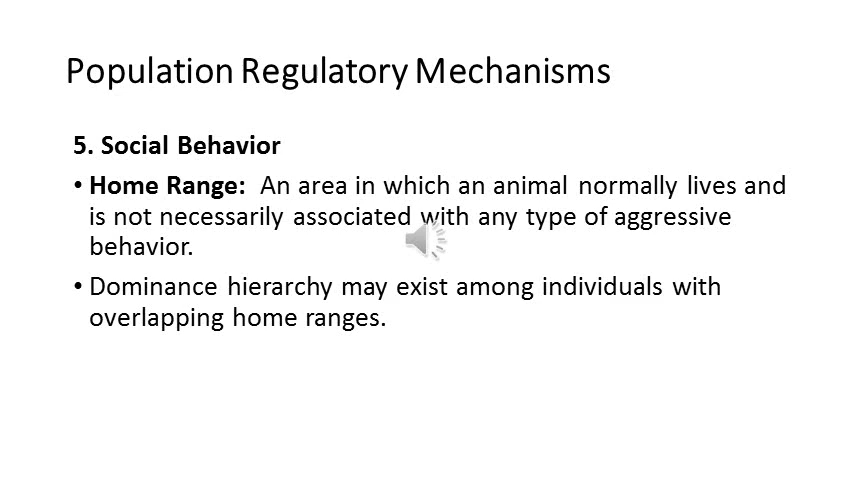 Population Regulatory Mechanisms
5. Social Behavior
• Home Range: An area in which an animal normally lives and
is not necessarily associated with any type of aggressive
behavior.
• Dominance hierarchy may exist among individuals with
overlapping home ranges.